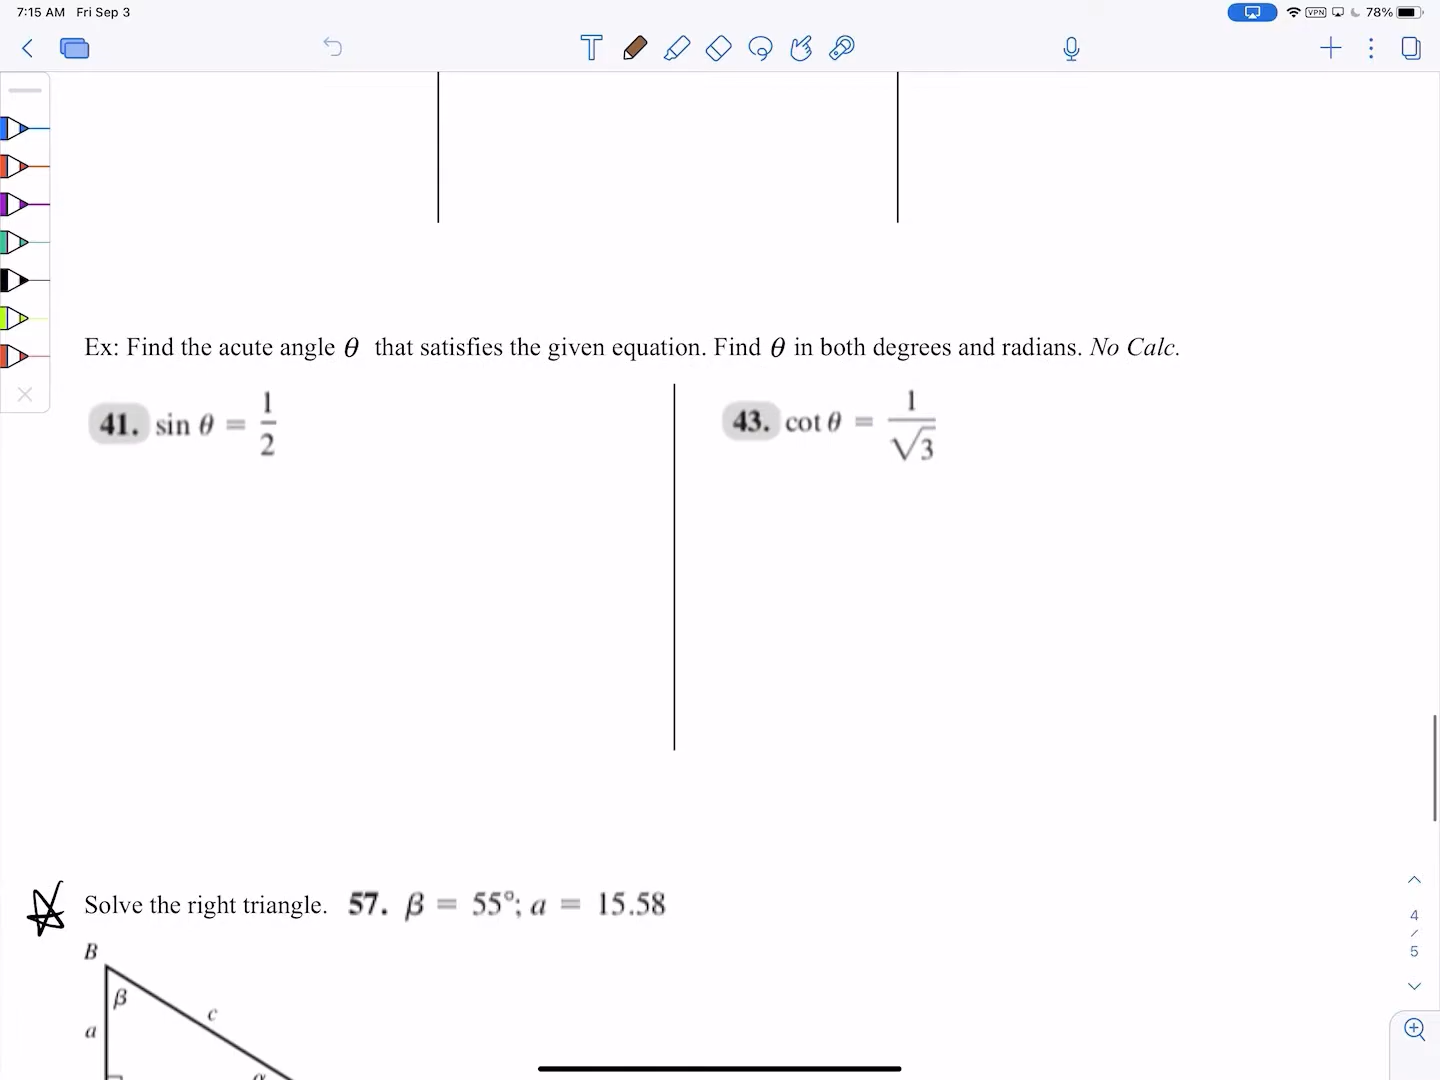 7:15 AM Fri Sep 3
VPN 78%
Ex: Find the acute angle θ that satisfies the given equation. Find θ in both degrees and radians. No Calc.
41. sin θ = 1/2
43. cot θ = 1/√3
Solve the right triangle. 57. β = 55°; a = 15.58
B
β
c
a
α
4
/
5